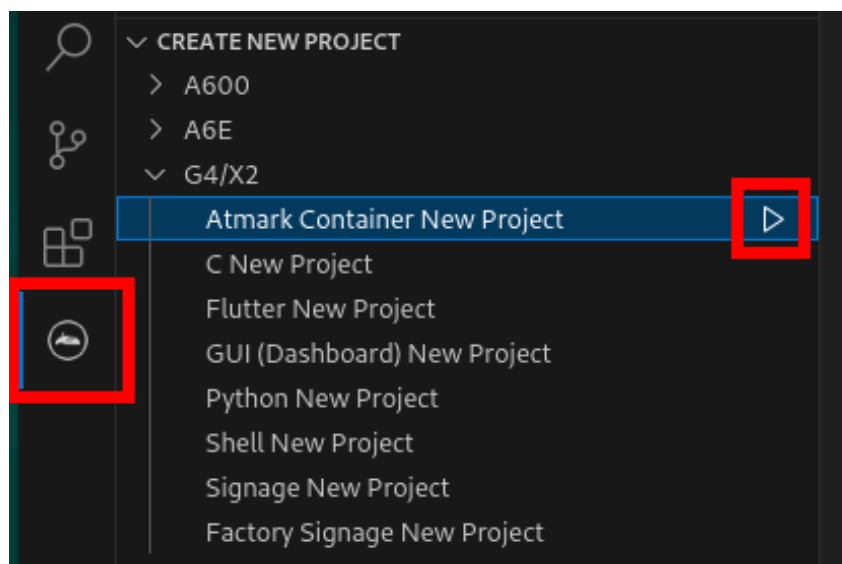 CREATE NEW PROJECT
A600
A6E
G4/X2
Atmark Container New Project
C New Project
Flutter New Project
GUI (Dashboard) New Project
Python New Project
Shell New Project
Signage New Project
Factory Signage New Project